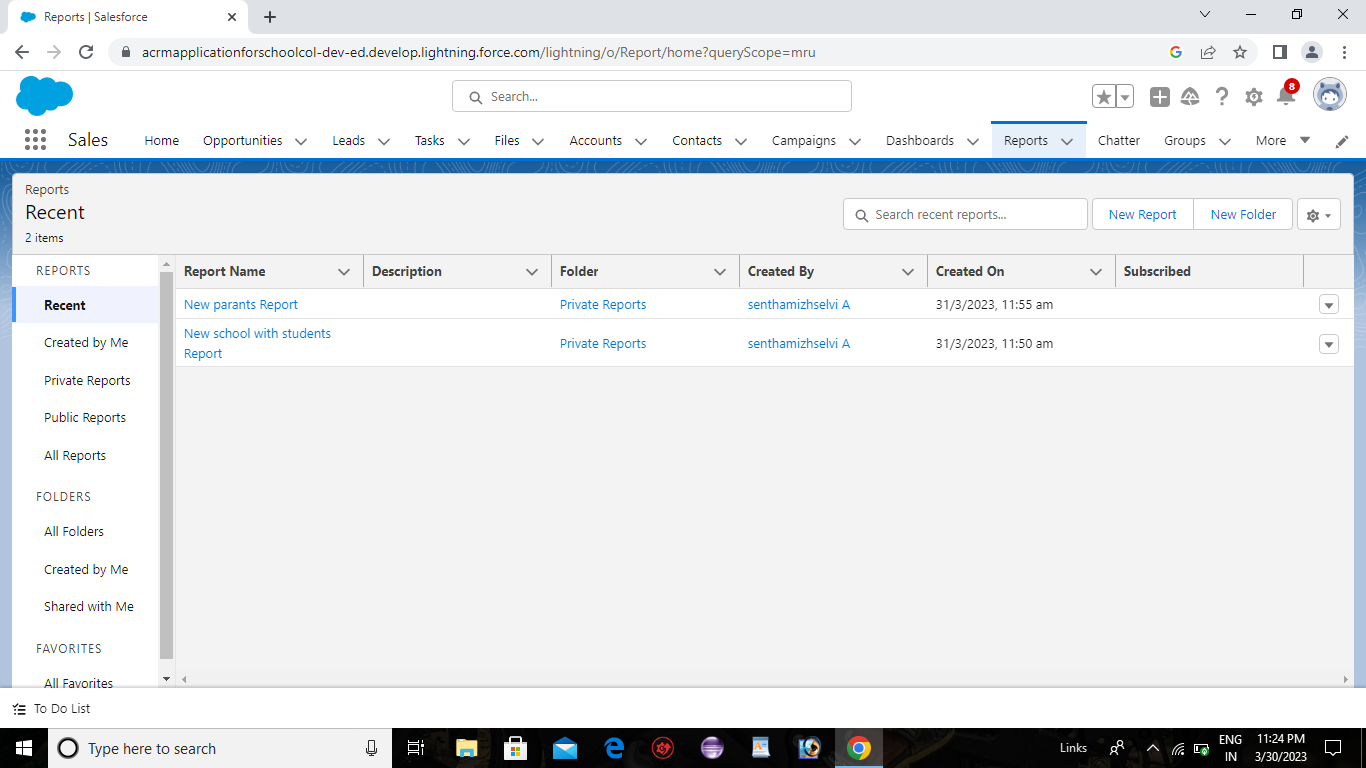 Reports | Salesforce
acrmapplicationforschoolcol-dev-ed.develop.lightning.force.com/lightning/o/Report/home?queryScope=mru
Search...
8
Sales Home Opportunities Leads Tasks Files Accounts Contacts Campaigns Dashboards Reports Chatter Groups More
Reports
Recent
2 items
Search recent reports...
New Report
New Folder
REPORTS
Recent
Created by Me
Private Reports
Public Reports
All Reports
FOLDERS
All Folders
Created by Me
Shared with Me
FAVORITES
All Favorites
Report Name Description Folder Created By Created On Subscribed
New parants Report Private Reports senthamizhselvi A 31/3/2023, 11:55 am
New school with students
Report Private Reports senthamizhselvi A 31/3/2023, 11:50 am
To Do List
Type here to search
Links
ENG
IN
11:24 PM
3/30/2023